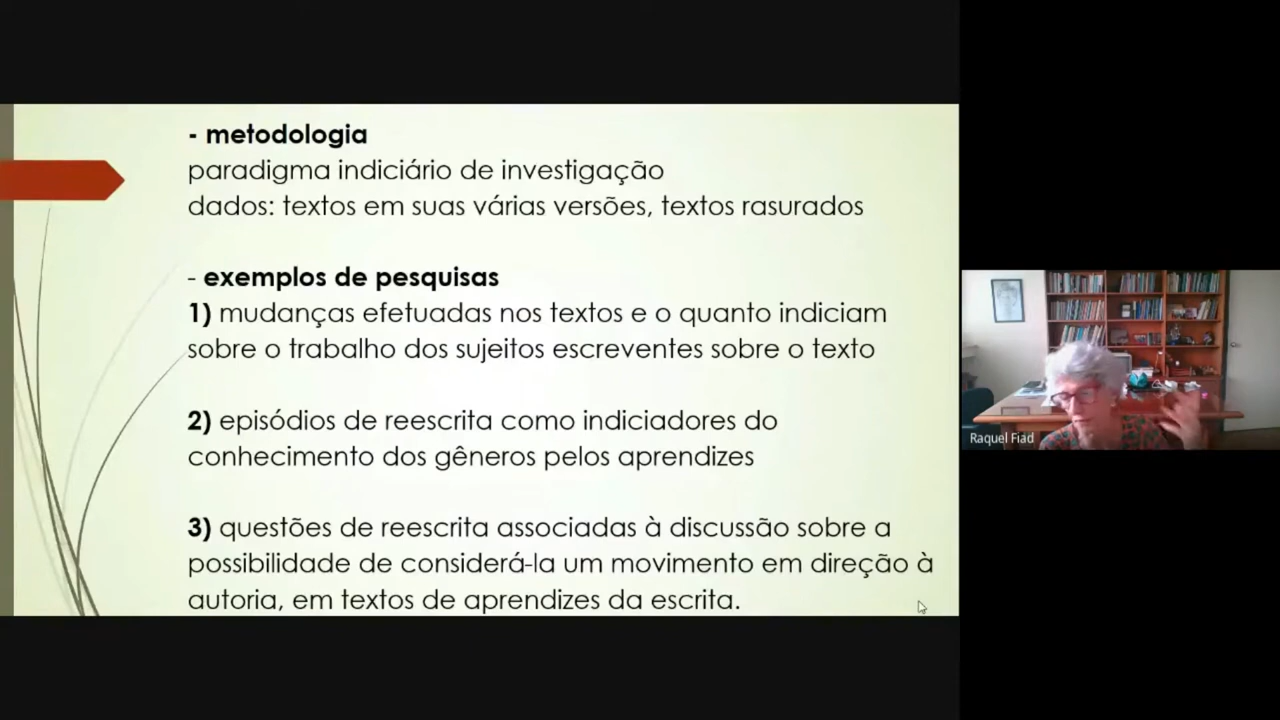 - metodologia
paradigma indiciário de investigação
dados: textos em suas várias versões, textos rasurados
- exemplos de pesquisas
1) mudanças efetuadas nos textos e o quanto indiciam
sobre o trabalho dos sujeitos escreventes sobre o texto
2) episódios de reescrita como indiciadores do
conhecimento dos gêneros pelos aprendizes
3) questões de reescrita associadas à discussão sobre a
possibilidade de considerá-la um movimento em direção à
autoria, em textos de aprendizes da escrita.
Raquel Fiad